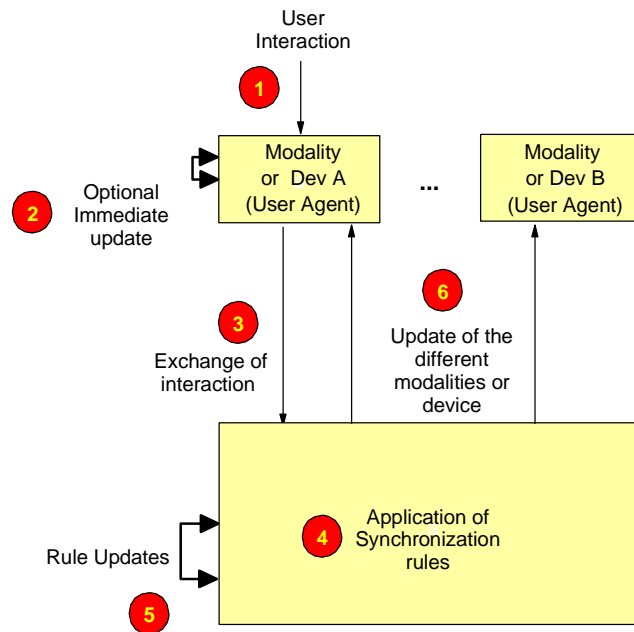 User
Interaction
1
Modality
or Dev A
(User Agent)
...
Modality
or Dev B
(User Agent)
2
Optional
Immediate
update
3
Exchange of
interaction
6
Update of the
different
modalities or
device
4
Application of
Synchronization
rules
Rule Updates
5